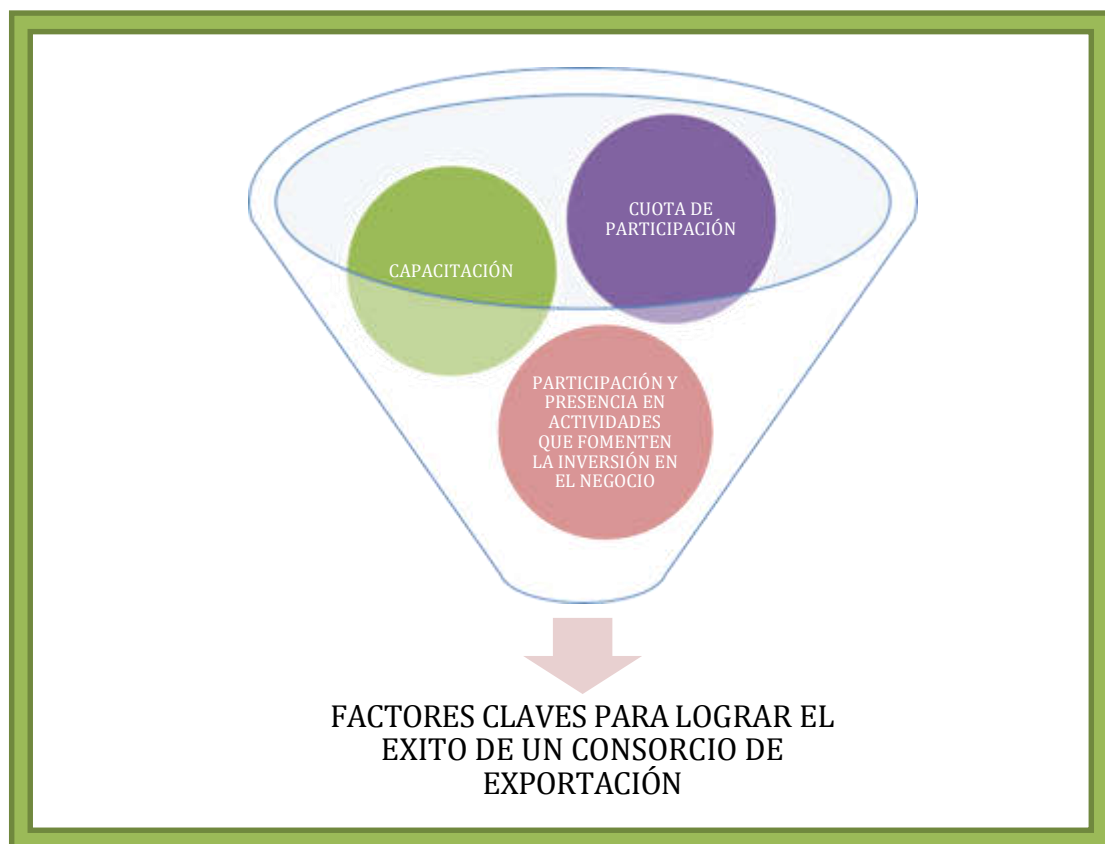 CUOTA DE
PARTICIPACIÓN
CAPACITACIÓN
PARTICIPACIÓN Y
PRESENCIA EN
ACTIVIDADES
QUE FOMENTEN
LA INVERSIÓN EN
EL NEGOCIO
FACTORES CLAVES PARA LOGRAR EL
EXITO DE UN CONSORCIO DE
EXPORTACIÓN